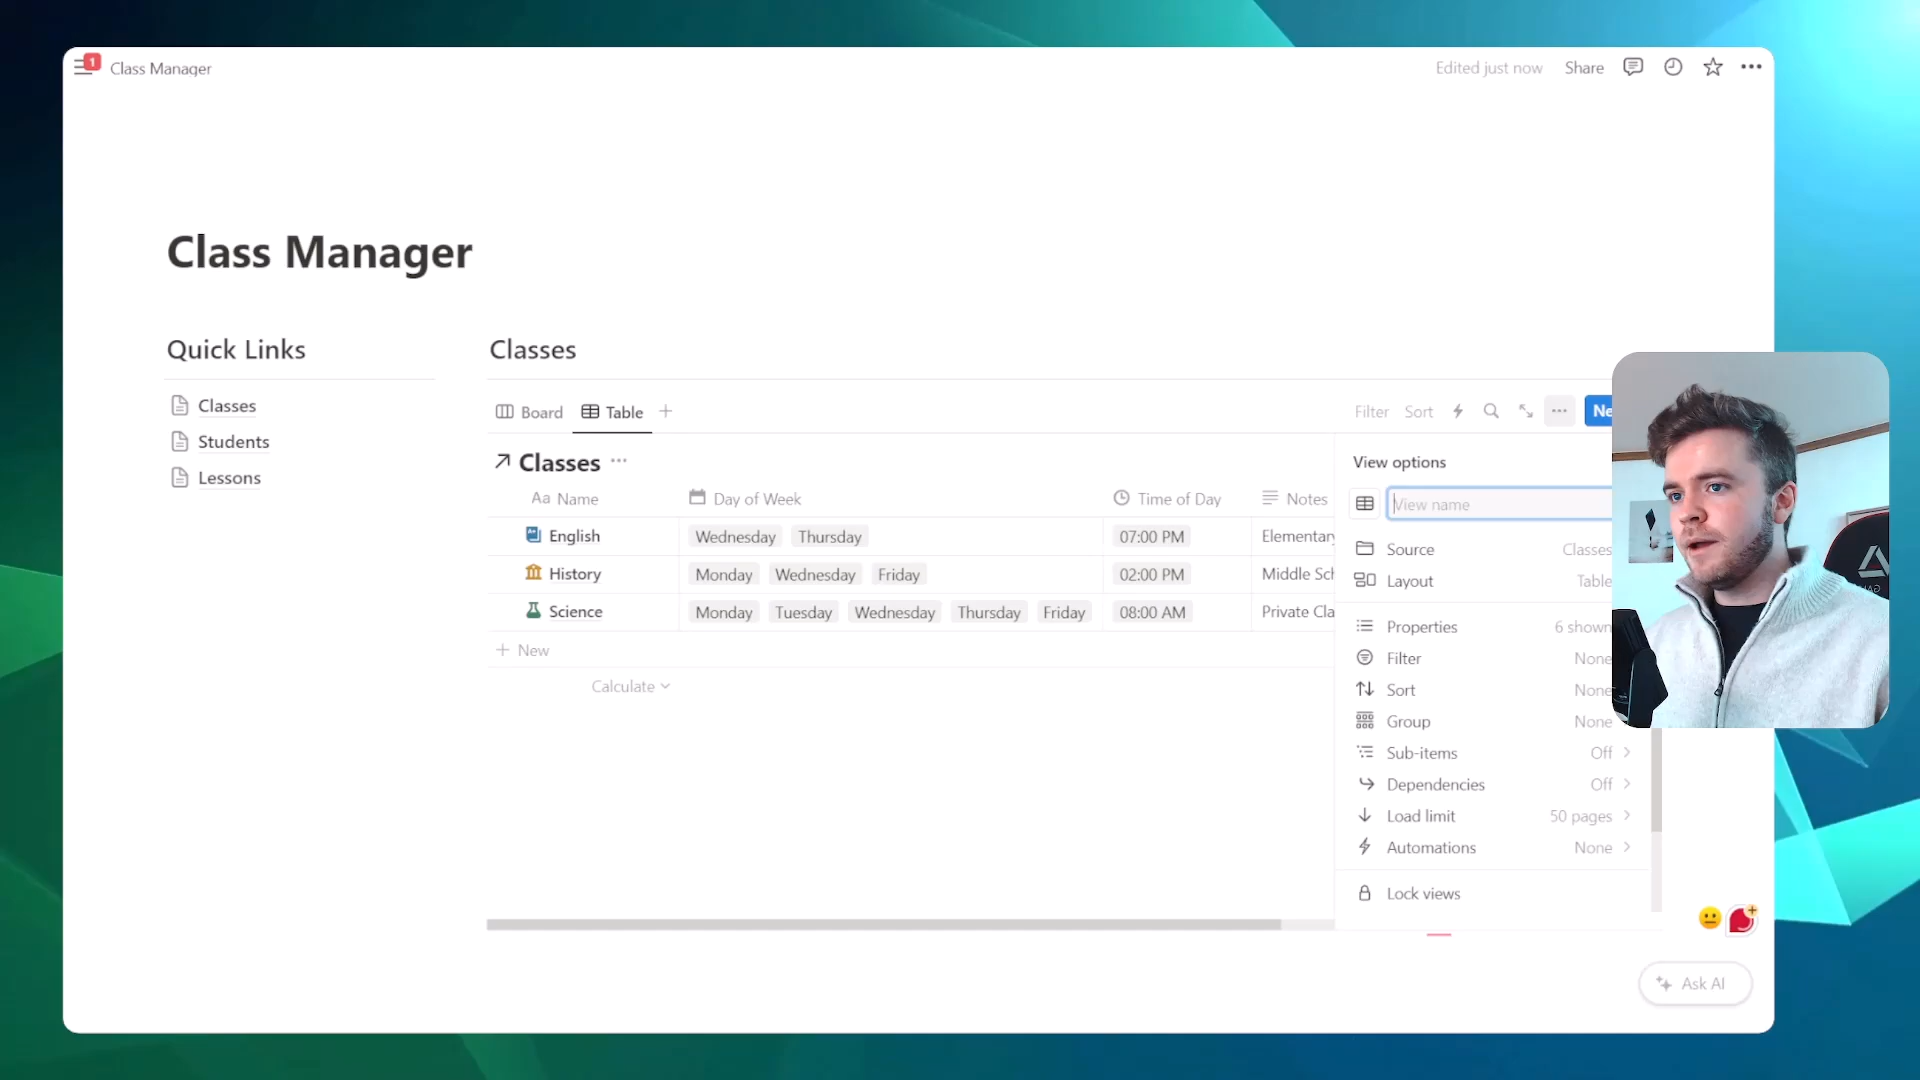 1
Class Manager
Edited just now
Share
Class Manager
Quick Links
Classes
Students
Lessons
Classes
Board
Table
Filter
Sort
Ne
Classes
Aa Name
Day of Week
Time of Day
Notes
English
Wednesday
Thursday
07:00 PM
Elementary
History
Monday
Wednesday
Friday
02:00 PM
Middle Sch
Science
Monday
Tuesday
Wednesday
Thursday
Friday
08:00 AM
Private Cla
New
Calculate
View options
View name
Source
Classes
Layout
Table
Properties
6 shown
Filter
None
Sort
None
Group
None
Sub-items
Off
Dependencies
Off
Load limit
50 pages
Automations
None
Lock views
Ask AI